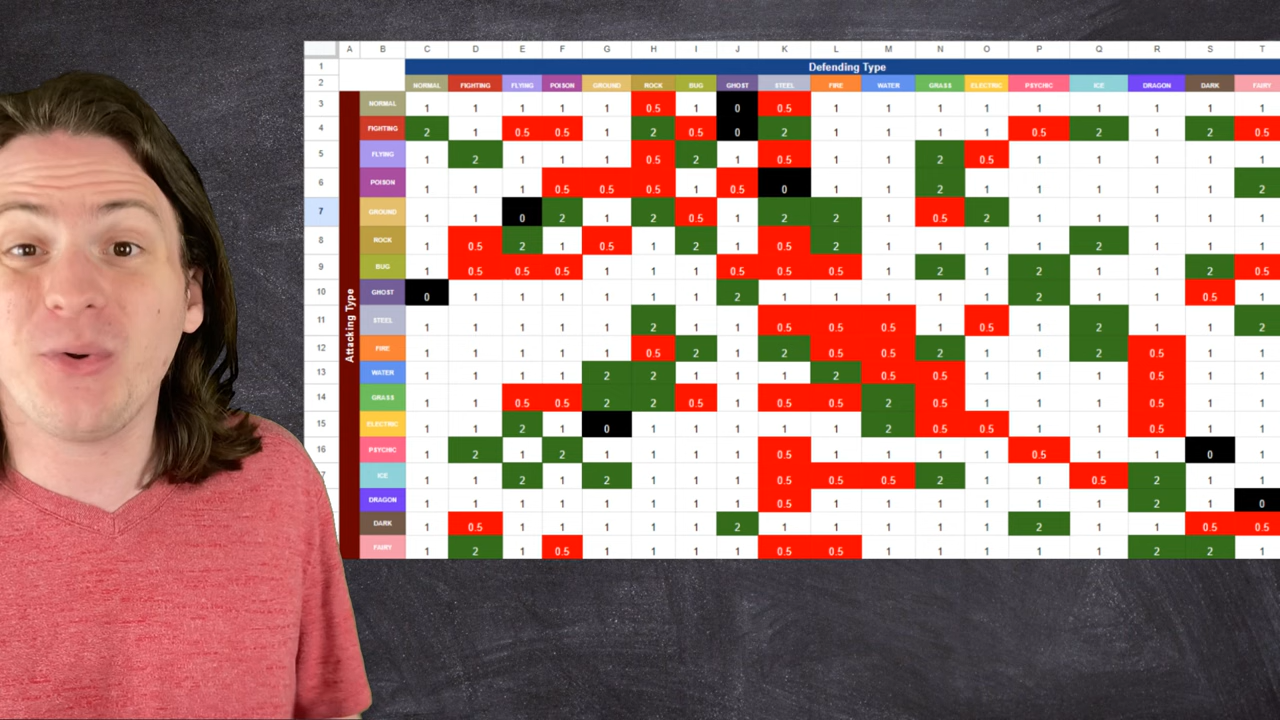 A B C D E F G H I J K L M N O P Q R S T
1 Defending Type
2 NORMAL FIGHTING FLYING POISON GROUND ROCK BUG GHOST STEEL FIRE WATER GRASS ELECTRIC PSYCHIC ICE DRAGON DARK FAIRY
Attacking Type
3 NORMAL 1 1 1 1 1 0.5 1 0 0.5 1 1 1 1 1 1 1 1 1
4 FIGHTING 2 1 0.5 0.5 1 2 0.5 0 2 1 1 1 1 0.5 2 1 2 0.5
5 FLYING 1 2 1 1 1 0.5 2 1 0.5 1 1 2 0.5 1 1 1 1 1
6 POISON 1 1 1 0.5 0.5 0.5 1 0.5 0 1 1 2 1 1 1 1 1 2
7 GROUND 1 1 0 2 1 2 0.5 1 2 2 1 0.5 2 1 1 1 1 1
8 ROCK 1 0.5 2 1 0.5 1 2 1 0.5 2 1 1 1 1 2 1 1 1
9 BUG 1 0.5 0.5 0.5 1 1 1 0.5 0.5 0.5 1 2 1 2 1 1 2 0.5
10 GHOST 0 1 1 1 1 1 1 2 1 1 1 1 1 2 1 1 0.5 1
11 STEEL 1 1 1 1 1 2 1 1 0.5 0.5 0.5 1 0.5 1 2 1 1 2
12 FIRE 1 1 1 1 1 0.5 2 1 2 0.5 0.5 2 1 1 2 0.5 1 1
13 WATER 1 1 1 1 2 2 1 1 1 2 0.5 0.5 1 1 1 0.5 1 1
14 GRASS 1 1 0.5 0.5 2 2 0.5 1 0.5 0.5 2 0.5 1 1 1 0.5 1 1
15 ELECTRIC 1 1 2 1 0 1 1 1 1 1 2 0.5 0.5 1 1 0.5 1 1
16 PSYCHIC 1 2 1 2 1 1 1 1 0.5 1 1 1 1 0.5 1 1 0 1
7 ICE 1 1 2 1 2 1 1 1 0.5 0.5 0.5 2 1 1 0.5 2 1 1
DRAGON 1 1 1 1 1 1 1 1 0.5 1 1 1 1 1 1 2 1 0
DARK 1 0.5 1 1 1 1 1 2 1 1 1 1 1 2 1 1 0.5 0.5
FAIRY 1 2 1 0.5 1 1 1 1 0.5 0.5 1 1 1 1 1 2 2 1